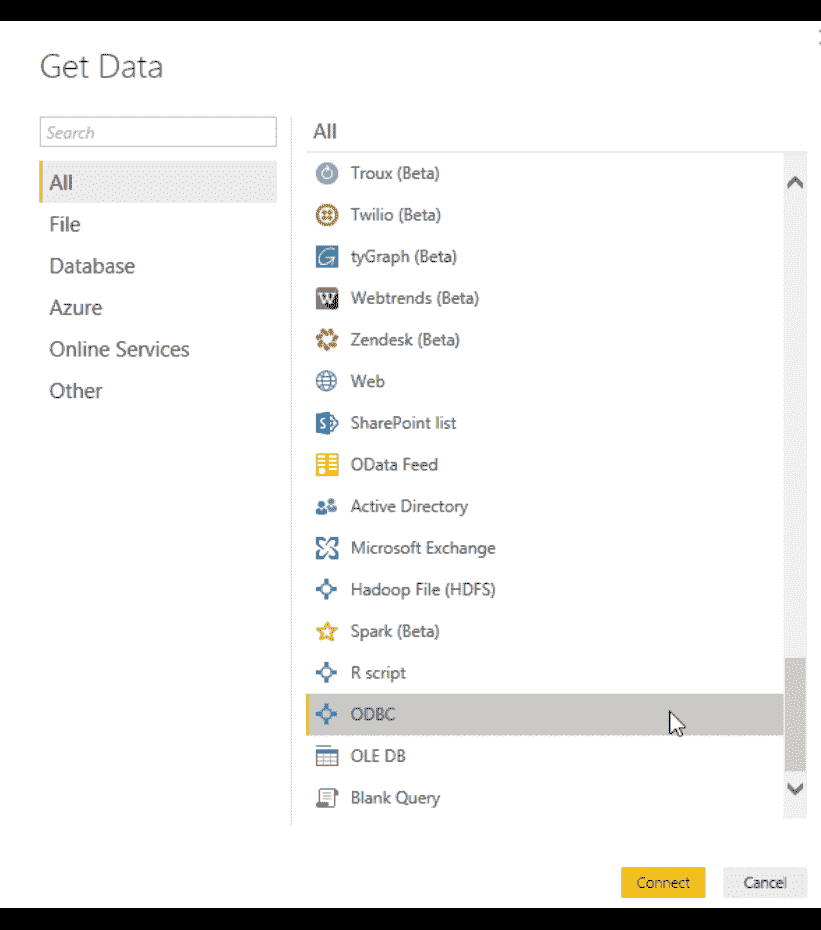 Get Data
Search
All
File
Database
Azure
Online Services
Other
All
Troux (Beta)
Twilio (Beta)
tyGraph (Beta)
Webtrends (Beta)
Zendesk (Beta)
Web
SharePoint list
OData Feed
Active Directory
Microsoft Exchange
Hadoop File (HDFS)
Spark (Beta)
R script
ODBC
OLE DB
Blank Query
Connect
Cancel